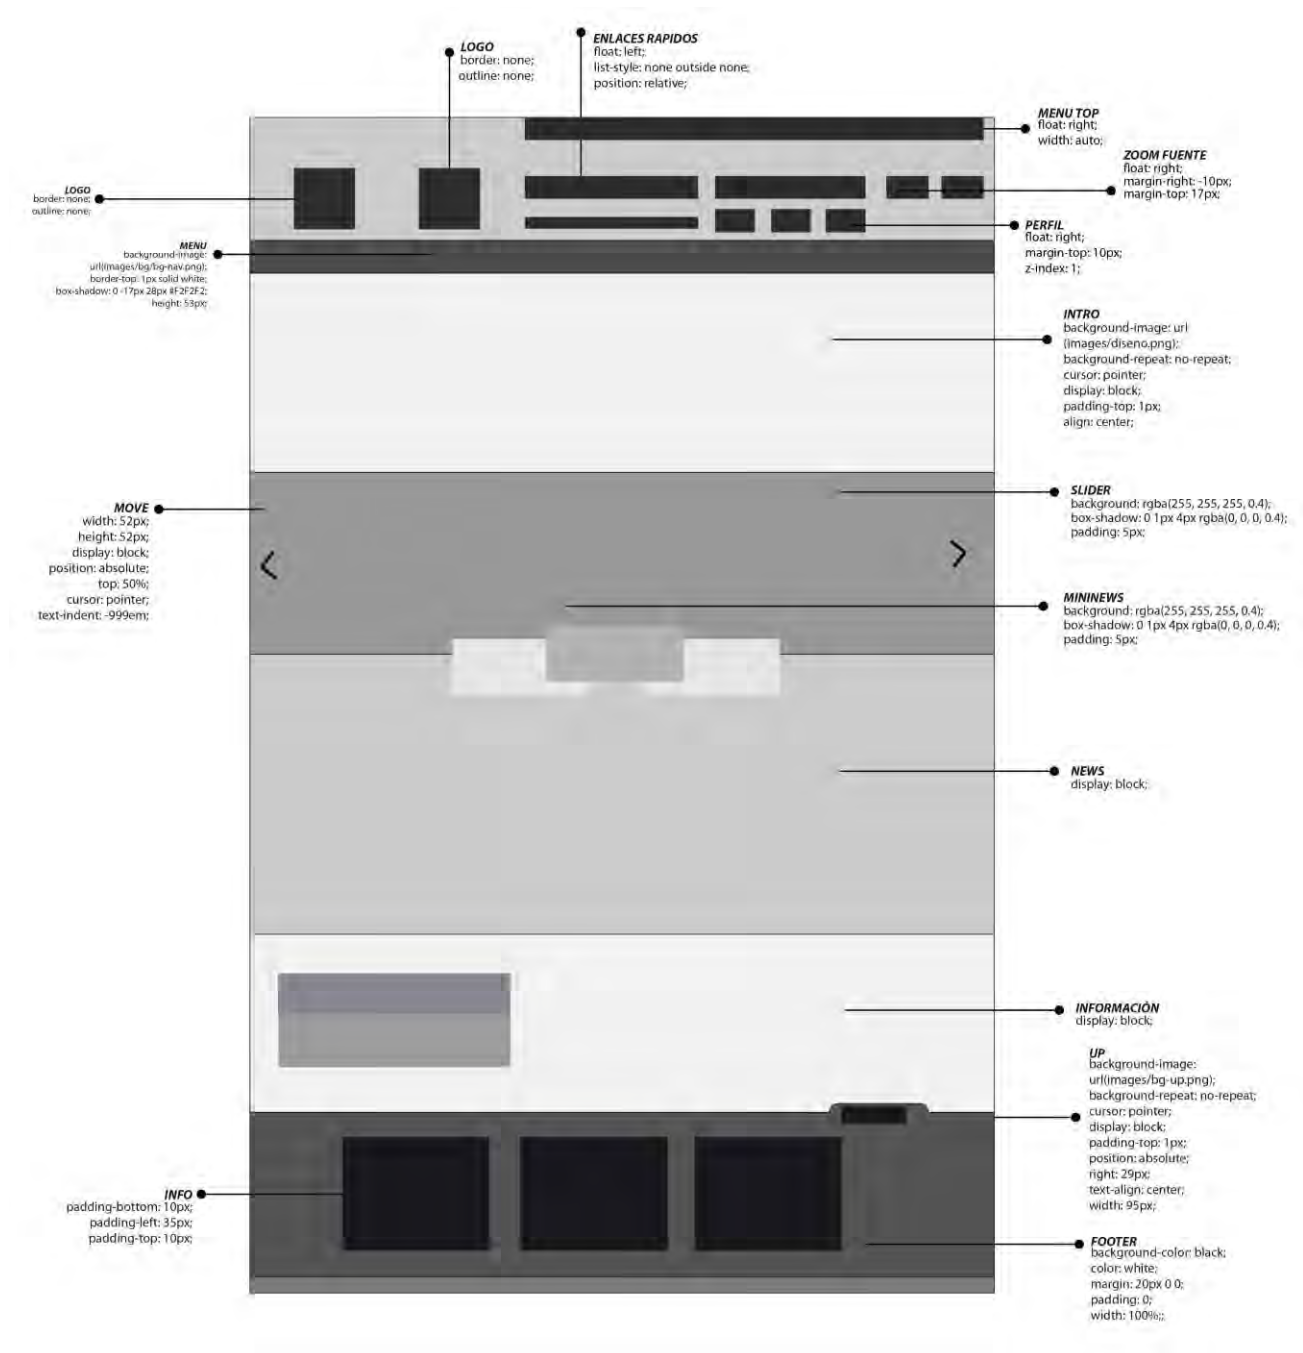 LOGO
border: none;
outline: none;
ENLACES RAPIDOS
float: left;
list-style: none outside none;
position: relative;
MENU TOP
float: right;
width: auto;
ZOOM FUENTE
float: right;
margin-right: -10px;
margin-top: 17px;
LOGO
border: none;
outline: none;
PERFIL
float: right;
margin-top: 10px;
z-index: 1;
MENU
background-image:
url(images/bg/bg-nav.png);
border-top: 1px solid white;
box-shadow: 0 -17px 28px #F2F2F2;
height: 53px;
INTRO
background-image: url
(images/diseno.png);
background-repeat: no-repeat;
cursor: pointer;
display: block;
padding-top: 1px;
align: center;
MOVE
width: 52px;
height: 52px;
display: block;
position: absolute;
top: 50%;
cursor: pointer;
text-indent: -999em;
SLIDER
background: rgba(255, 255, 255, 0.4);
box-shadow: 0 1px 4px rgba(0, 0, 0, 0.4);
padding: 5px;
MININEWS
background: rgba(255, 255, 255, 0.4);
box-shadow: 0 1px 4px rgba(0, 0, 0, 0.4);
padding: 5px;
NEWS
display: block;
INFORMACIÒN
display: block;
UP
background-image:
url(images/bg-up.png);
background-repeat: no-repeat;
cursor: pointer;
display: block;
padding-top: 1px;
position: absolute;
right: 29px;
text-align: center;
width: 95px;
INFO
padding-bottom: 10px;
padding-left: 35px;
padding-top: 10px;
FOOTER
background-color: black;
color: white;
margin: 20px 0 0;
padding: 0;
width: 100%;;